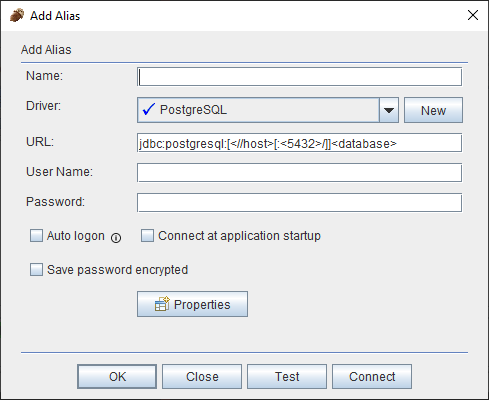 Add Alias
Add Alias
Name:
Driver: PostgreSQL New
URL: jdbc:postgresql:[<//host>[:<5432>/]]<database>
User Name:
Password:
Auto logon Connect at application startup
Save password encrypted
Properties
OK Close Test Connect